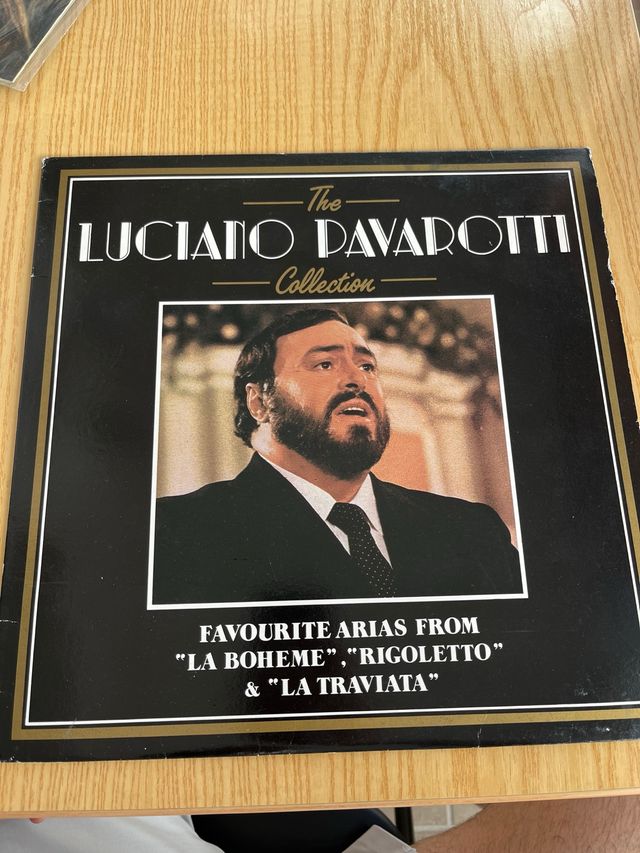 The
LUCIANO PAVAROTTI
Collection
FAVOURITE ARIAS FROM
"LA BOHEME", "RIGOLETTO"
& "LA TRAVIATA"